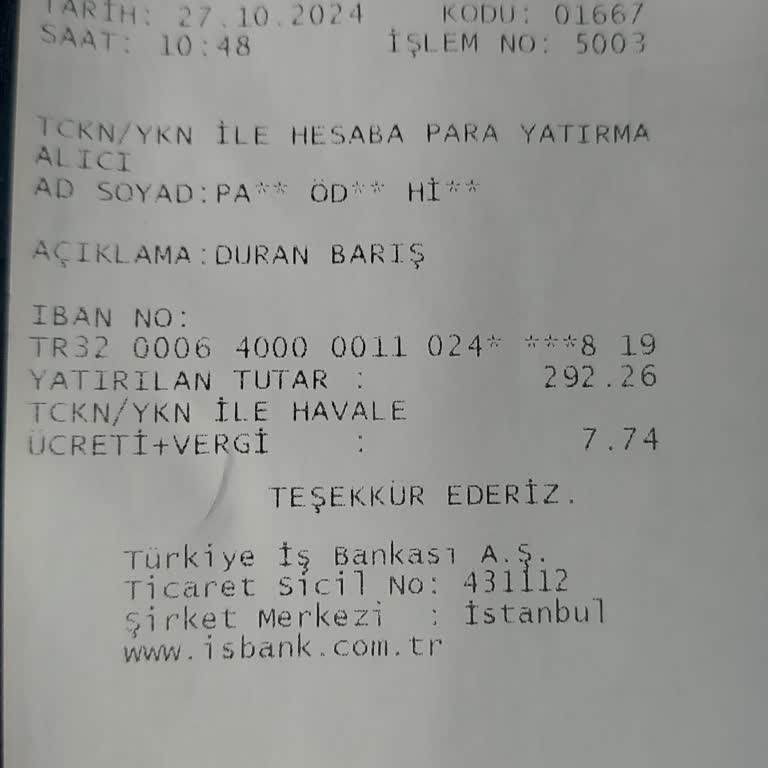 TARİH: 27.10.2024 KODU: 01667
SAAT: 10:48 İŞLEM NO: 5003
TCKN/YKN İLE HESABA PARA YATIRMA
ALICI
AD SOYAD:PA** ÖD** Hİ**
AÇIKLAMA:DURAN BARIŞ
IBAN NO:
TR32 0006 4000 0011 024* ***8 19
YATIRILAN TUTAR : 292.26
TCKN/YKN İLE HAVALE
ÜCRETİ+VERGİ : 7.74
TEŞEKKÜR EDERİZ.
Türkiye İş Bankası A.Ş.
Ticaret Sicil No: 431112
Şirket Merkezi : İstanbul
www.isbank.com.tr